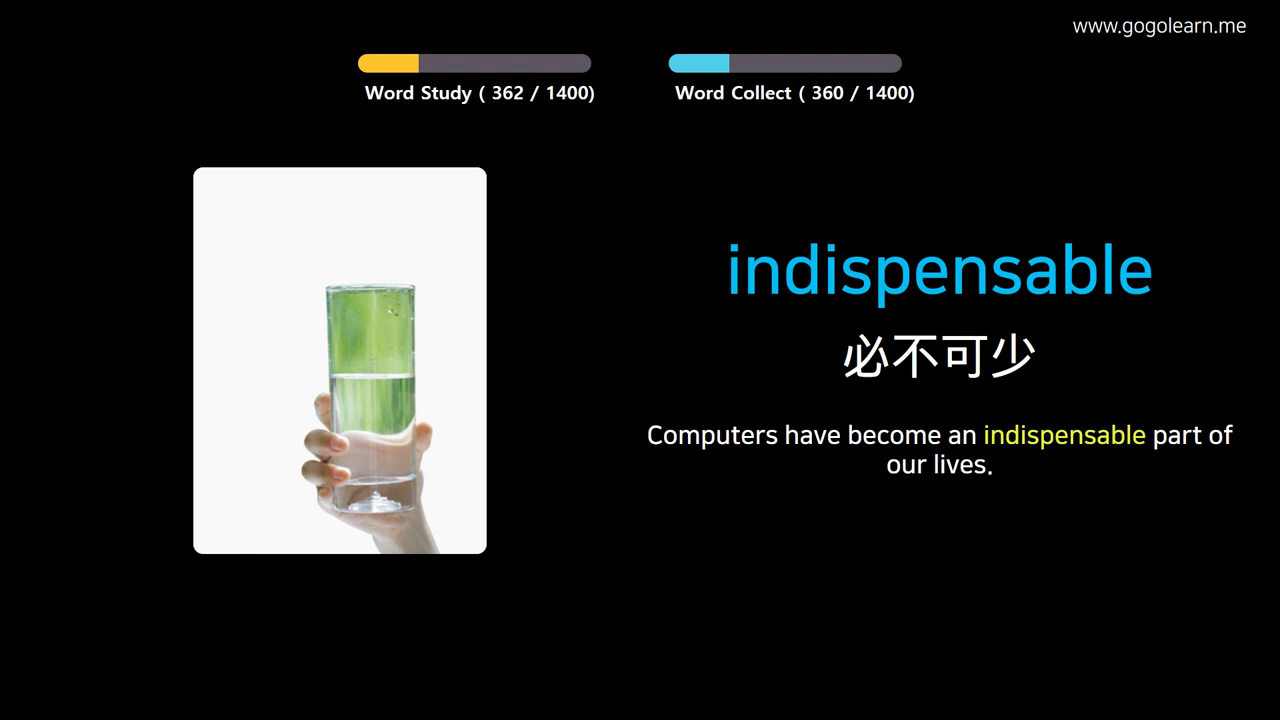 www.gogolearn.me
Word Study ( 362 / 1400)
Word Collect ( 360 / 1400)
indispensable
必不可少
Computers have become an indispensable part of
our lives.